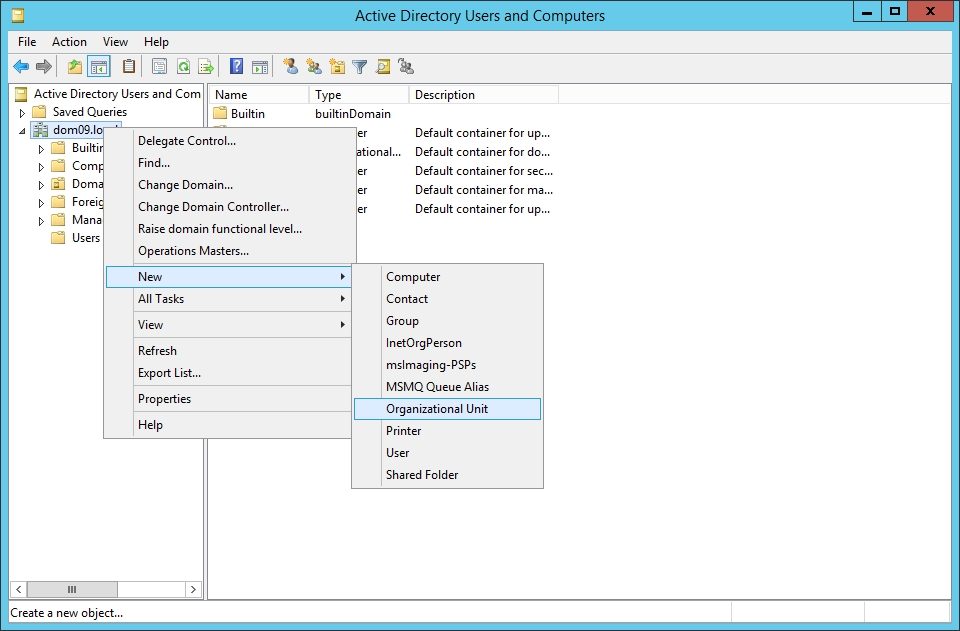 Active Directory Users and Computers
File Action View Help
Active Directory Users and Com
Saved Queries
dom09.local
Builtin
Comp
Doma
Foreig
Mana
Users
Name Type Description
Builtin builtinDomain
er Default container for up...
ational... Default container for do...
er Default container for sec...
er Default container for ma...
er Default container for up...
Delegate Control...
Find...
Change Domain...
Change Domain Controller...
Raise domain functional level...
Operations Masters...
New
All Tasks
View
Refresh
Export List...
Properties
Help
Computer
Contact
Group
InetOrgPerson
msImaging-PSPs
MSMQ Queue Alias
Organizational Unit
Printer
User
Shared Folder
Create a new object...